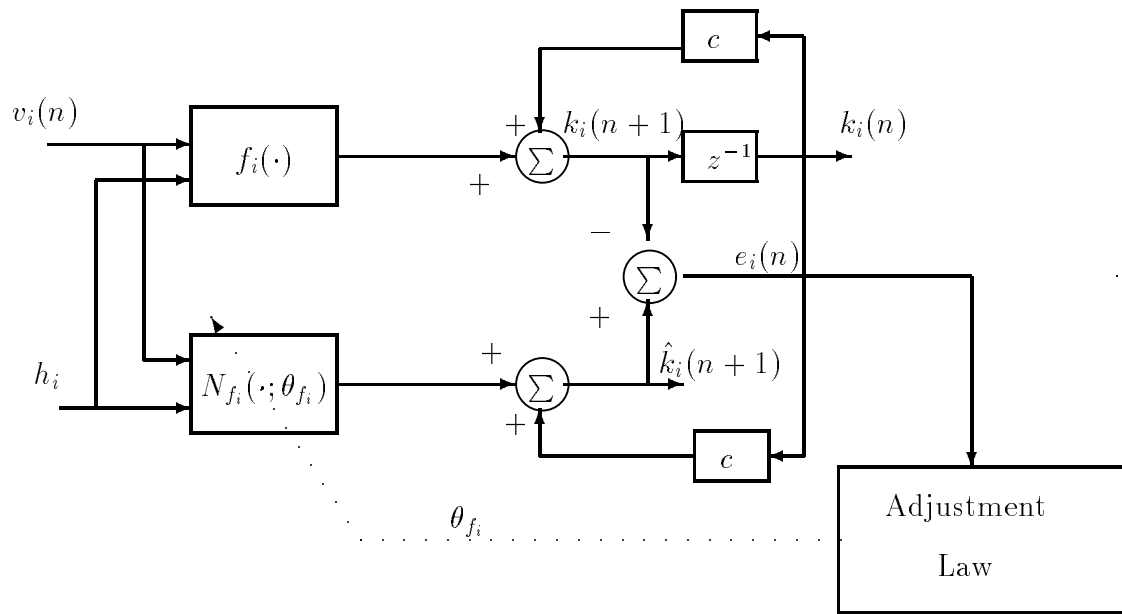 c
v_i(n)
+
k_i(n + 1)
k_i(n)
f_i(·)
Σ
z^{-1}
+
−
e_i(n)
Σ
+
+
k̂_i(n + 1)
h_i
N_{f_i}(·; θ_{f_i})
Σ
+
c
Adjustment
θ_{f_i}
Law